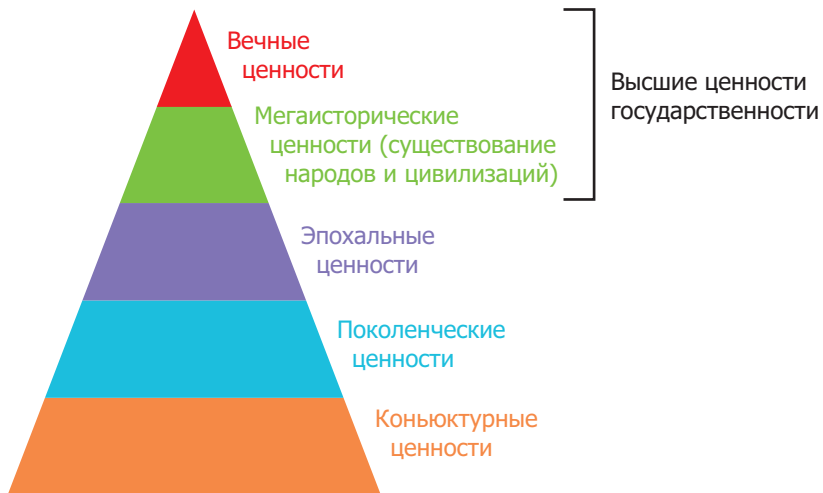 Вечные
ценности
Мегаисторические
ценности (существование
народов и цивилизаций)
Высшие ценности
государственности
Эпохальные
ценности
Поколенческие
ценности
Коньюктурные
ценности